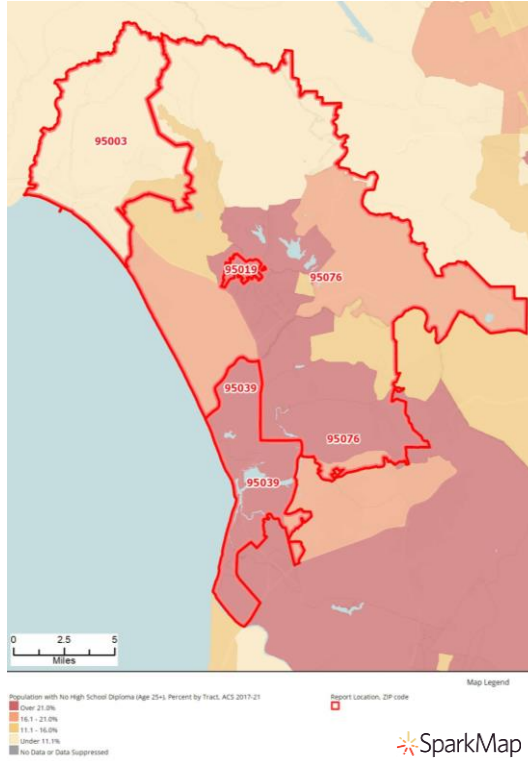 95003
95019
95076
95039
95076
95039
0 2.5 5
Miles
Map Legend
Population with No High School Diploma (Age 25+), Percent by Tract, ACS 2017-21
Over 21.0%
16.1 - 21.0%
11.1 - 16.0%
Under 11.1%
No Data or Data Suppressed
Report Location, ZIP code
SparkMap